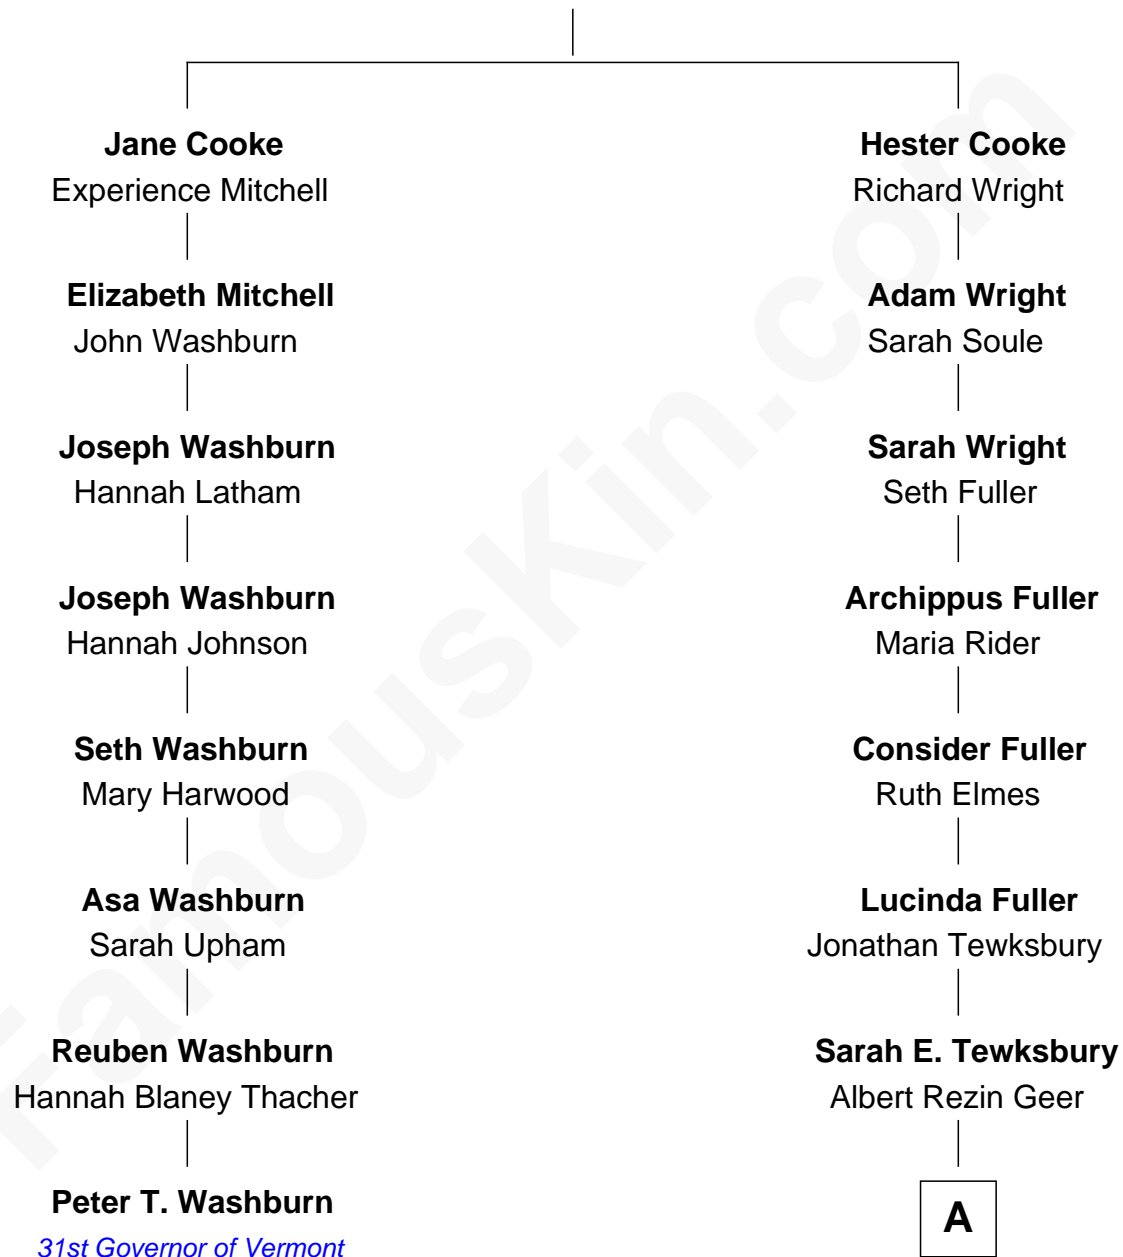 Jane Cooke
Experience Mitchell
Elizabeth Mitchell
John Washburn
Joseph Washburn
Hannah Latham
Joseph Washburn
Hannah Johnson
Seth Washburn
Mary Harwood
Asa Washburn
Sarah Upham
Reuben Washburn
Hannah Blaney Thacher
Peter T. Washburn
31st Governor of Vermont
Hester Cooke
Richard Wright
Adam Wright
Sarah Soule
Sarah Wright
Seth Fuller
Archippus Fuller
Maria Rider
Consider Fuller
Ruth Elmes
Lucinda Fuller
Jonathan Tewksbury
Sarah E. Tewksbury
Albert Rezin Geer
A
FamousKin.com